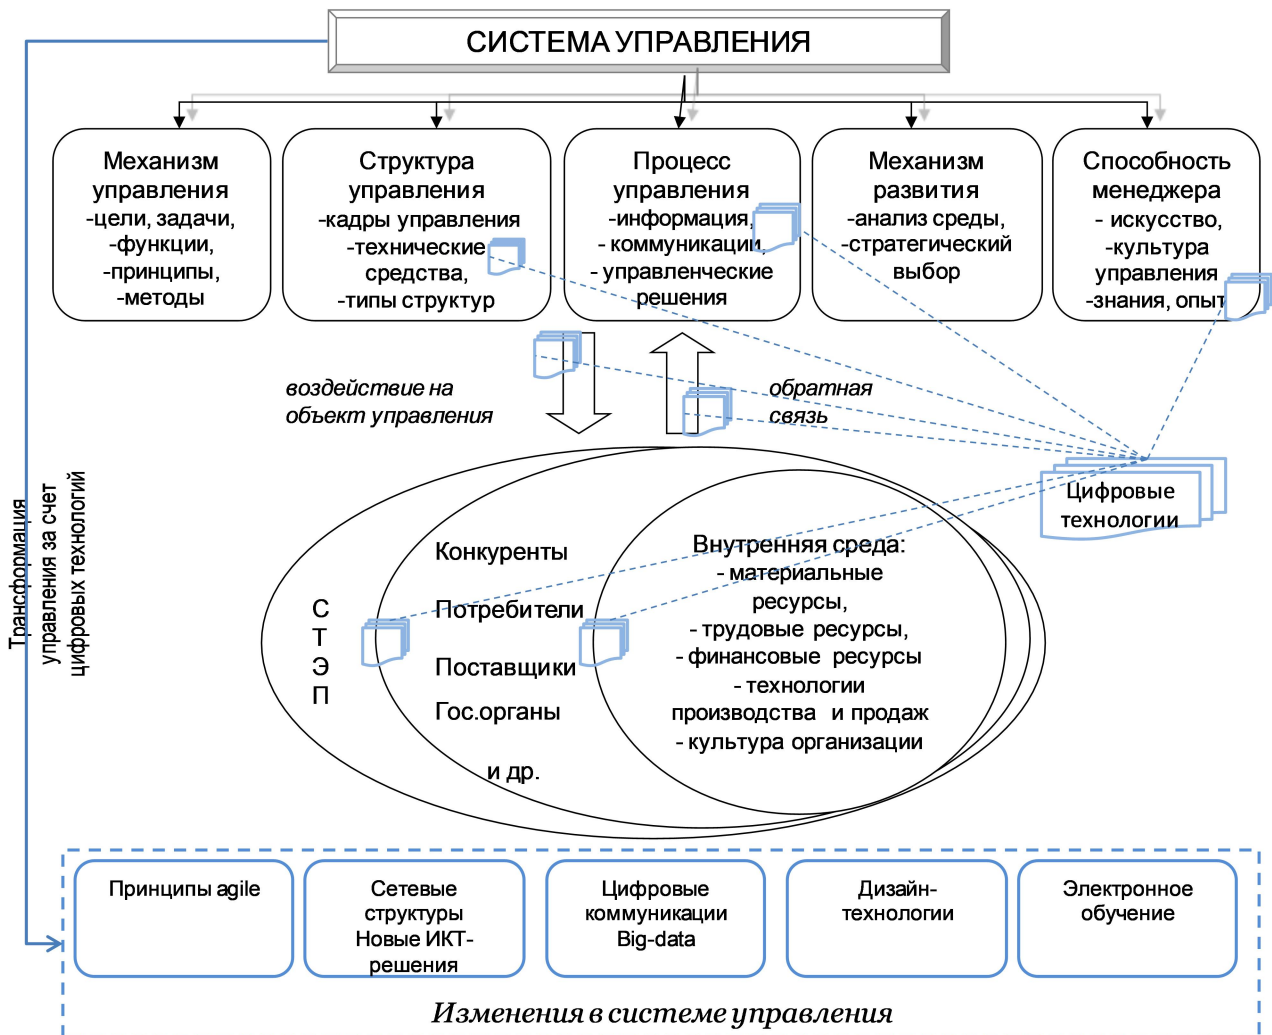 СИСТЕМА УПРАВЛЕНИЯ
Механизм
управления
-цели, задачи,
-функции,
-принципы,
-методы
Структура
управления
-кадры управления
-технические
средства,
-типы структур
Процесс
управления
-информация,
- коммуникации,
- управленческие
решения
Механизм
развития
-анализ среды,
-стратегический
выбор
Способность
менеджера
- искусство,
-культура
управления
-знания, опыт
воздействие на
объект управления
обратная
связь
Цифровые
технологии
Трансформация
управления за счет
цифровых технологий
С
Т
Э
П
Конкуренты
Потребители
Поставщики
Гос.органы
и др.
Внутренняя среда:
- материальные
ресурсы,
- трудовые ресурсы,
- финансовые ресурсы
- технологии
производства и продаж
- культура организации
Принципы agile
Сетевые
структуры
Новые ИКТ-
решения
Цифровые
коммуникации
Big-data
Дизайн-
технологии
Электронное
обучение
Изменения в системе управления